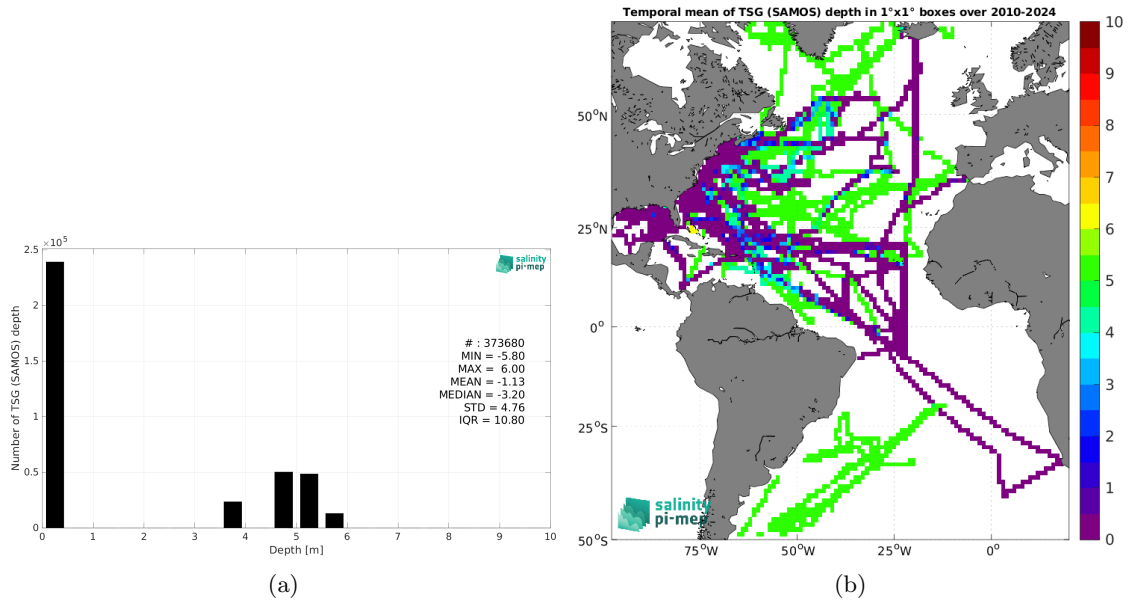 Temporal mean of TSG (SAMOS) depth in 1°x1° boxes over 2010-2024
×10⁵
2.5
2
1.5
1
0.5
0
Number of TSG (SAMOS) depth
salinity
pi-mep
# : 373680
MIN = -5.80
MAX = 6.00
MEAN = -1.13
MEDIAN = -3.20
STD = 4.76
IQR = 10.80
0 1 2 3 4 5 6 7 8 9 10
Depth [m]
(a)
50°N
25°N
0°
25°S
50°S
75°W 50°W 25°W 0°
salinity
pi-mep
10
9
8
7
6
5
4
3
2
1
0
(b)